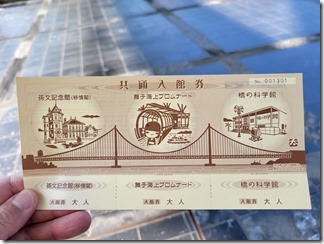 共通入館券
No. 001301
孫文記念館(移情閣)
舞子海上プロムナード
橋の科学館
孫文記念館(移情閣)
舞子海上プロムナード
橋の科学館
入館券 大人
入場券 大人
入館券 大人